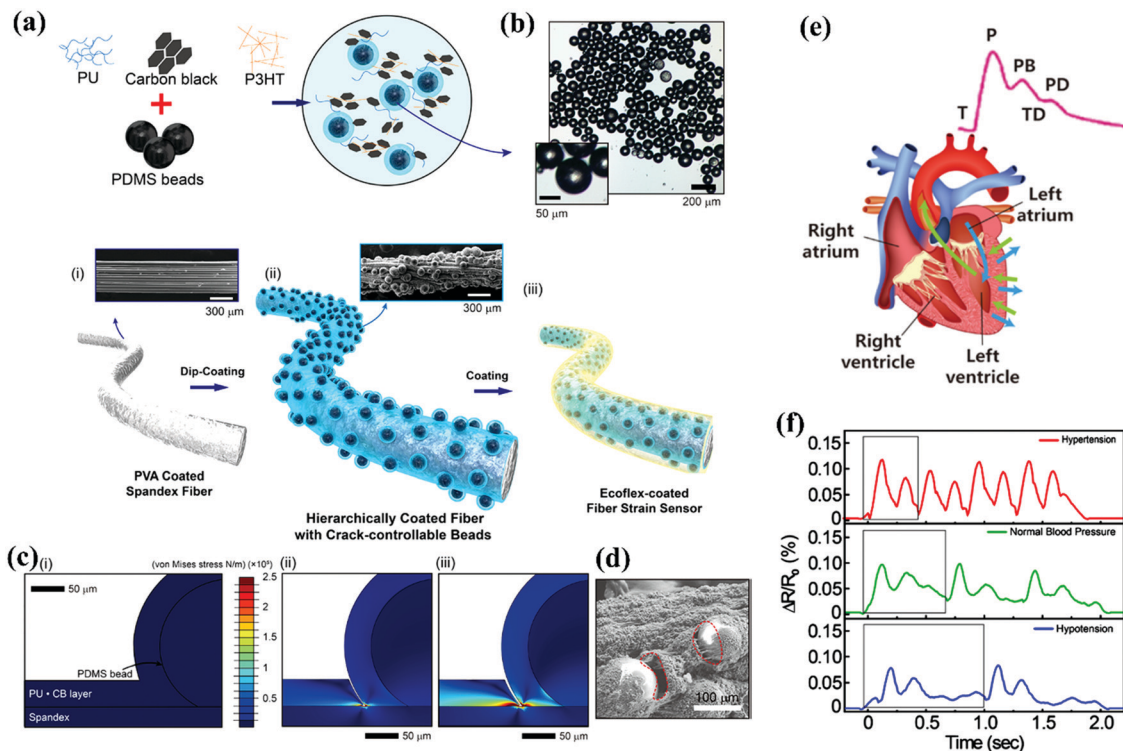 (a)
PU
Carbon black
P3HT
+
PDMS beads
(b)
50 μm
200 μm
(i)
300 μm
(ii)
300 μm
(iii)
Dip-Coating
Coating
PVA Coated
Spandex Fiber
Hierarchically Coated Fiber
with Crack-controllable Beads
Ecoflex-coated
Fiber Strain Sensor
(c)
(i)
50 μm
PDMS bead
PU • CB layer
Spandex
(von Mises stress N/m) (×10⁵)
2.5
2
1.5
1
0.5
(ii)
50 μm
(iii)
50 μm
(d)
100 μm
(e)
P
PB
PD
T
TD
Left
atrium
Right
atrium
Right
ventricle
Left
ventricle
(f)
ΔR/R₀ (%)
0.15
0.10
0.05
0
Hypertension
0.15
0.10
0.05
0
Normal Blood Pressure
0.15
0.10
0.05
0
Hypotension
0 0.5 1.0 1.5 2.0
Time (sec)